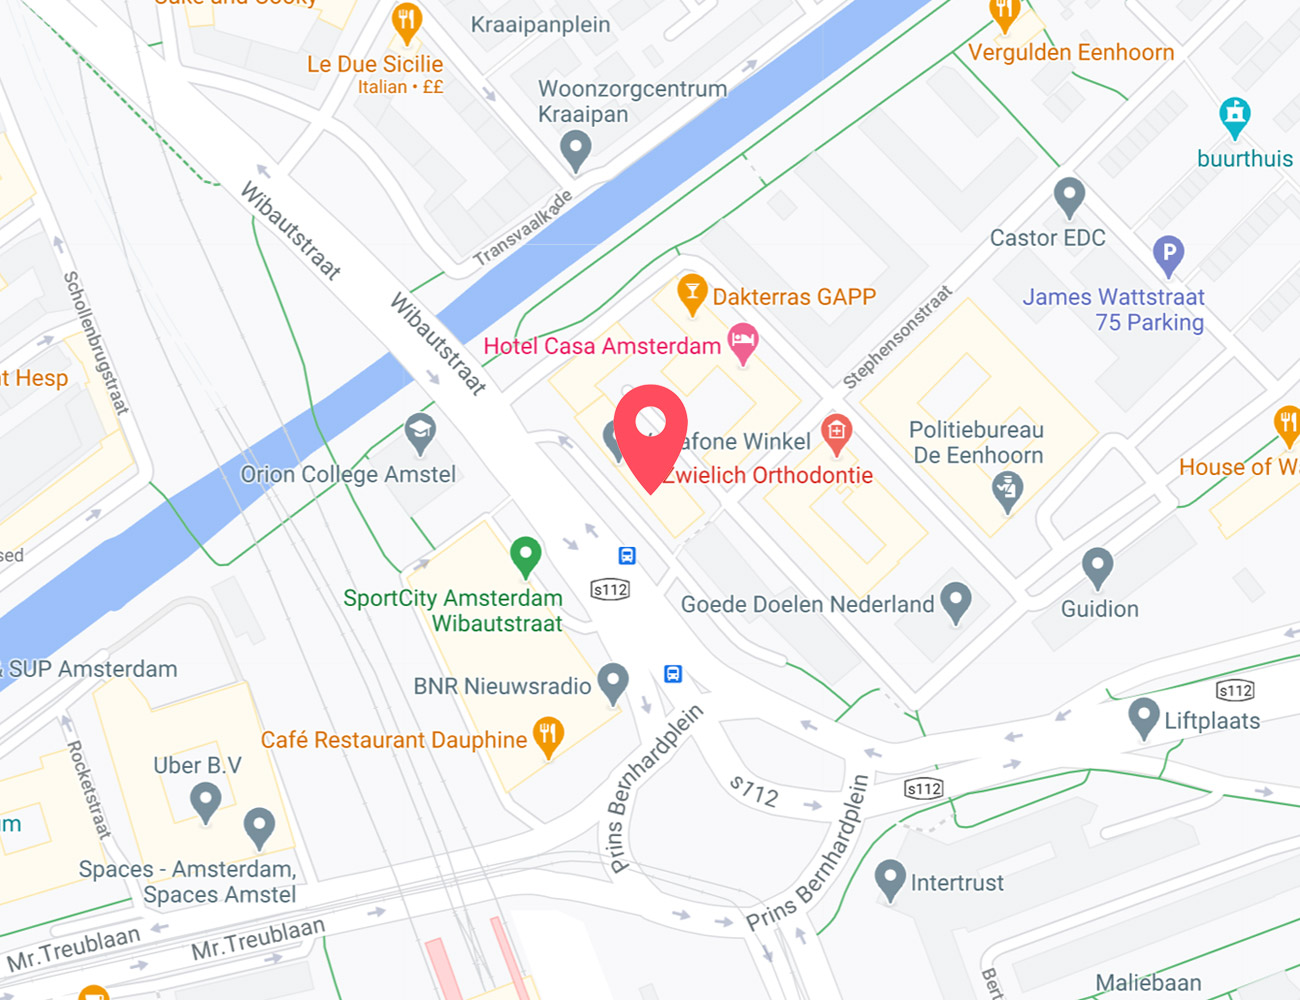 Cake and Cooky
Kraaipanplein
Le Due Sicilie
Italian • ££
Vergulden Eenhoorn
Woonzorgcentrum
Kraaipan
buurthuis
Wibautstraat
Transvaalkade
Castor EDC
Schollenbrugstraat
Wibautstraat
Dakterras GAPP
James Wattstraat
75 Parking
P
Hotel Casa Amsterdam
Stephensonstraat
t Hesp
Winkel
Politiebureau
De Eenhoorn
Orion College Amstel
Zwielich Orthodontie
House of W
sed
s112
SportCity Amsterdam
Wibautstraat
Goede Doelen Nederland
Guidion
& SUP Amsterdam
BNR Nieuwsradio
s112
Liftplaats
Café Restaurant Dauphine
Prins Bernhardplein
Uber B.V
Rocketstraat
s112
s112
Prins Bernhardplein
Spaces - Amsterdam,
Spaces Amstel
Intertrust
Mr.Treublaan
Mr.Treublaan
Bert
Maliebaan